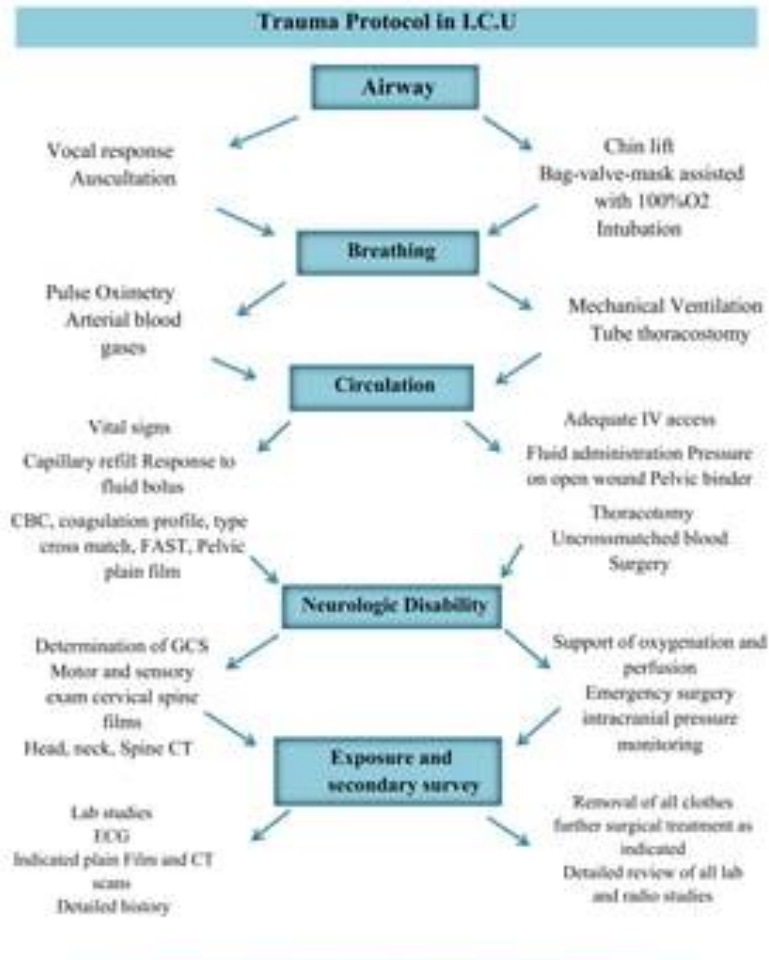 Trauma Protocol in I.C.U
Airway
Vocal response
Auscultation
Chin lift
Bag-valve-mask assisted
with 100%O2
Intubation
Breathing
Pulse Oximetry
Arterial blood
gases
Mechanical Ventilation
Tube thoracostomy
Circulation
Vital signs
Capillary refill Response to
fluid bolus
CBC, coagulation profile, type
cross match, FAST, Pelvic
plain film
Adequate IV access
Fluid administration Pressure
on open wound Pelvic binder
Thoracotomy
Uncrossmatched blood
Surgery
Neurologic Disability
Determination of GCS
Motor and sensory
exam cervical spine
films
Head, neck, Spine CT
Support of oxygenation and
perfusion
Emergency surgery
intracranial pressure
monitoring
Exposure and
secondary survey
Lab studies
ECG
Indicated plain Film and CT
scans
Detailed history
Removal of all clothes
further surgical treatment as
indicated
Detailed review of all lab
and radio studies